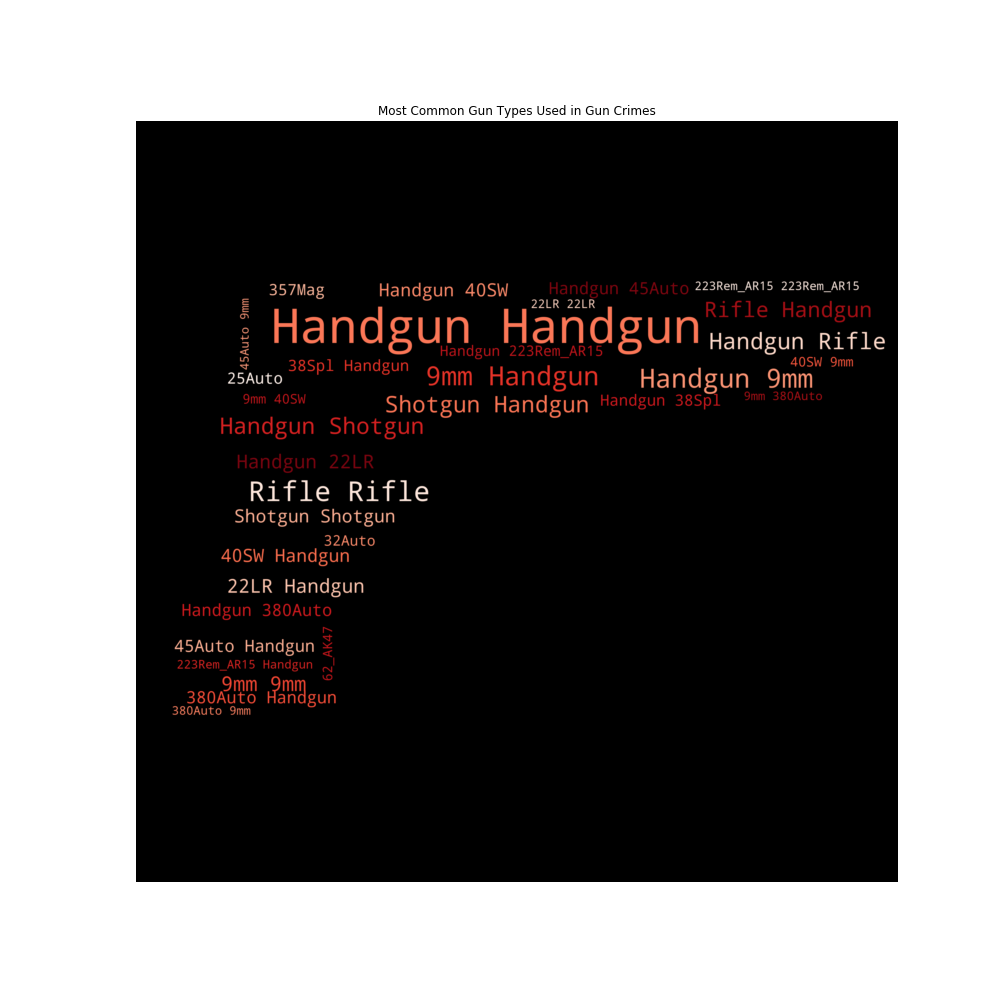 Most Common Gun Types Used in Gun Crimes
357Mag
Handgun 40SW
Handgun 45Auto
223Rem_AR15 223Rem_AR15
22LR 22LR
Rifle Handgun
45Auto 9mm
Handgun Handgun
Handgun Rifle
Handgun 223Rem_AR15
40SW 9mm
38Spl Handgun
25Auto
9mm Handgun
Handgun 9mm
9mm 40SW
Shotgun Handgun
Handgun 38Spl
9mm 380Auto
Handgun Shotgun
Handgun 22LR
Rifle Rifle
Shotgun Shotgun
32Auto
40SW Handgun
22LR Handgun
Handgun 380Auto
45Auto Handgun
62_AK47
223Rem_AR15 Handgun
9mm 9mm
380Auto Handgun
380Auto 9mm